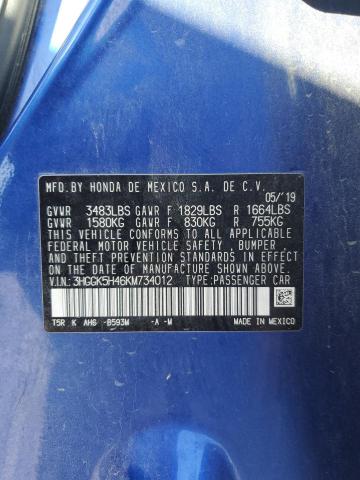 MFD.BY HONDA DE MEXICO S.A. DE C.V.
05/'19
GVWR 3483LBS GAWR F 1829LBS R 1664LBS
GVWR 1580KG GAWR F 830KG R 755KG
THIS VEHICLE CONFORMS TO ALL APPLICABLE
FEDERAL MOTOR VEHICLE SAFETY, BUMPER, AND
THEFT PREVENTION STANDARDS IN EFFECT ON
THE DATE OF MANUFACTURE SHOWN ABOVE.
V.I.N.: 3HGGK5H46KM734012 TYPE:PASSENGER CAR
T5R K AH6 -B593M -A -M MADE IN MEXICO